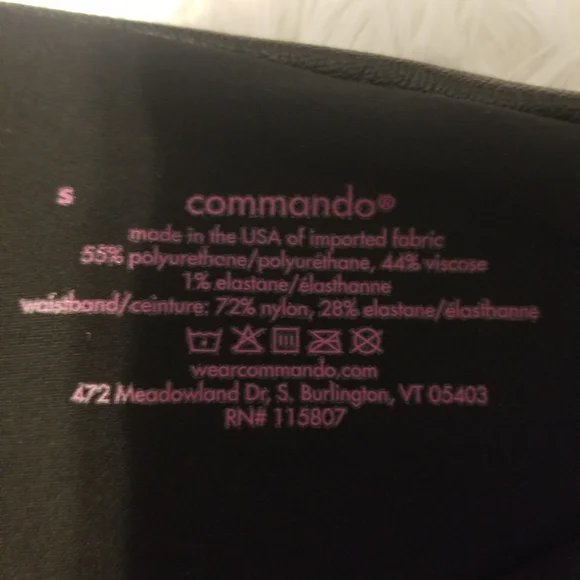 S
commando®
made in the USA of imported fabric
55% polyurethane/polyuréthane, 44% viscose
1% elastane/élasthanne
waistband/ceinture: 72% nylon, 28% elastane/élasthanne
wearcommando.com
472 Meadowland Dr, S. Burlington, VT 05403
RN# 115807